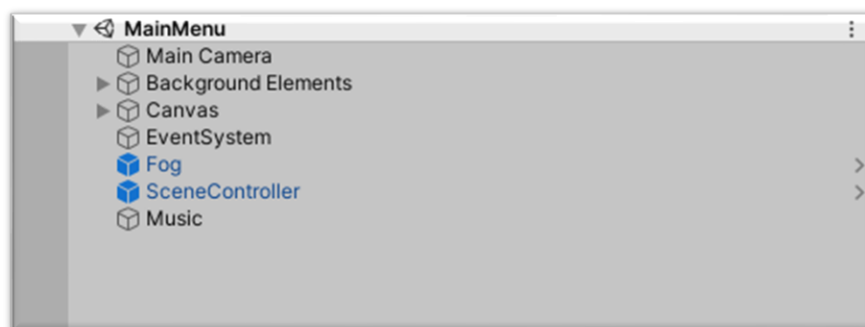 MainMenu
Main Camera
Background Elements
Canvas
EventSystem
Fog
SceneController
Music